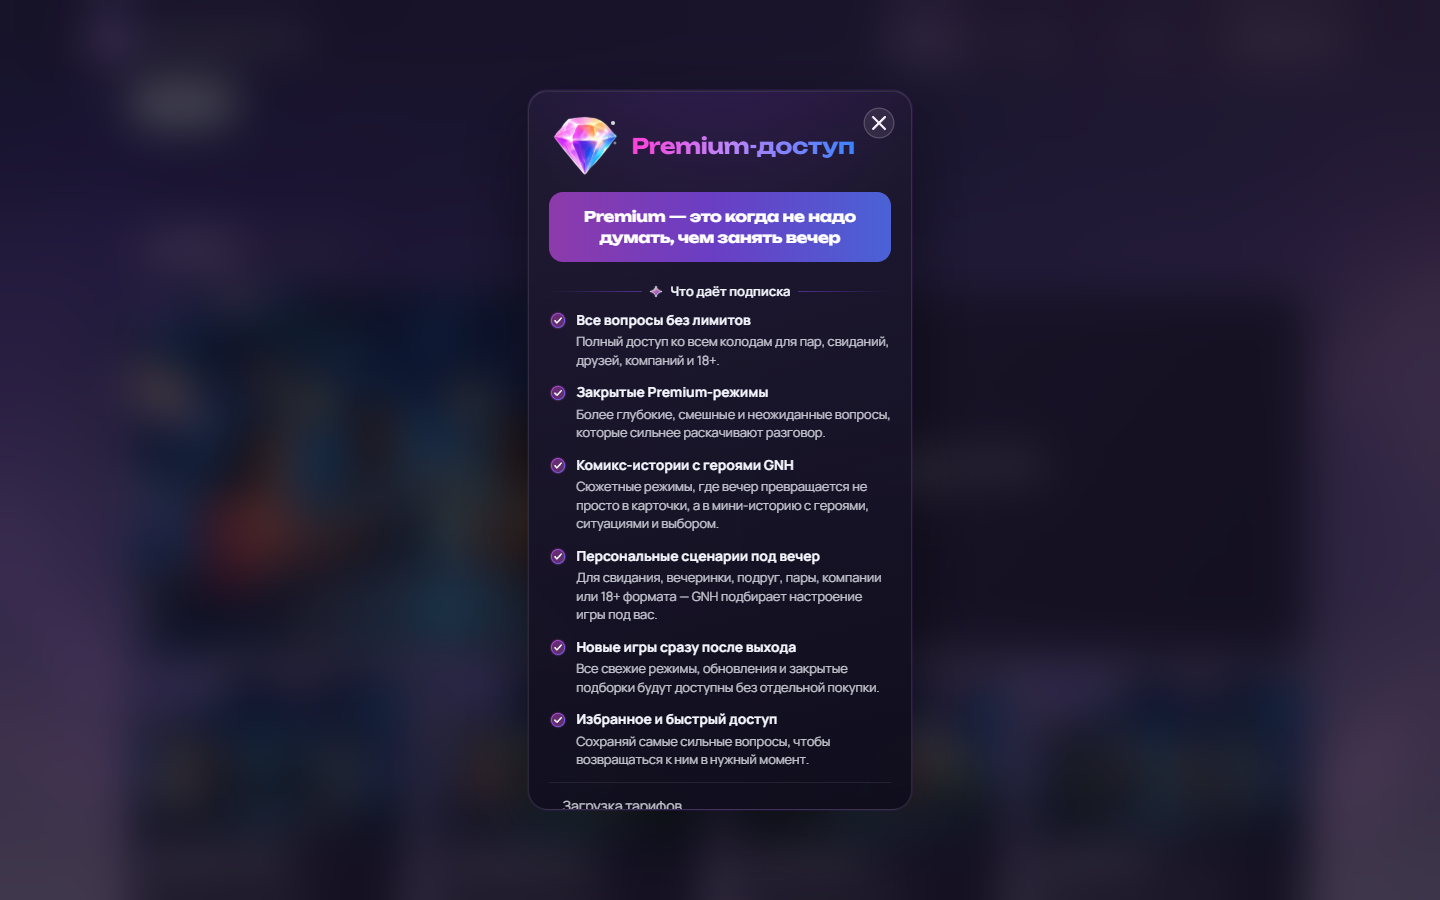 Premium-доступ
Premium — это когда не надо
думать, чем занять вечер
Что даёт подписка
Все вопросы без лимитов
Полный доступ ко всем колодам для пар, свиданий,
друзей, компаний и 18+.
Закрытые Premium-режимы
Более глубокие, смешные и неожиданные вопросы,
которые сильнее раскачивают разговор.
Комикс-истории с героями GNH
Сюжетные режимы, где вечер превращается не
просто в карточки, а в мини-историю с героями,
ситуациями и выбором.
Персональные сценарии под вечер
Для свидания, вечеринки, подруг, пары, компании
или 18+ формата — GNH подбирает настроение
игры под вас.
Новые игры сразу после выхода
Все свежие режимы, обновления и закрытые
подборки будут доступны без отдельной покупки.
Избранное и быстрый доступ
Сохраняй самые сильные вопросы, чтобы
возвращаться к ним в нужный момент.
Загрузка тарифов